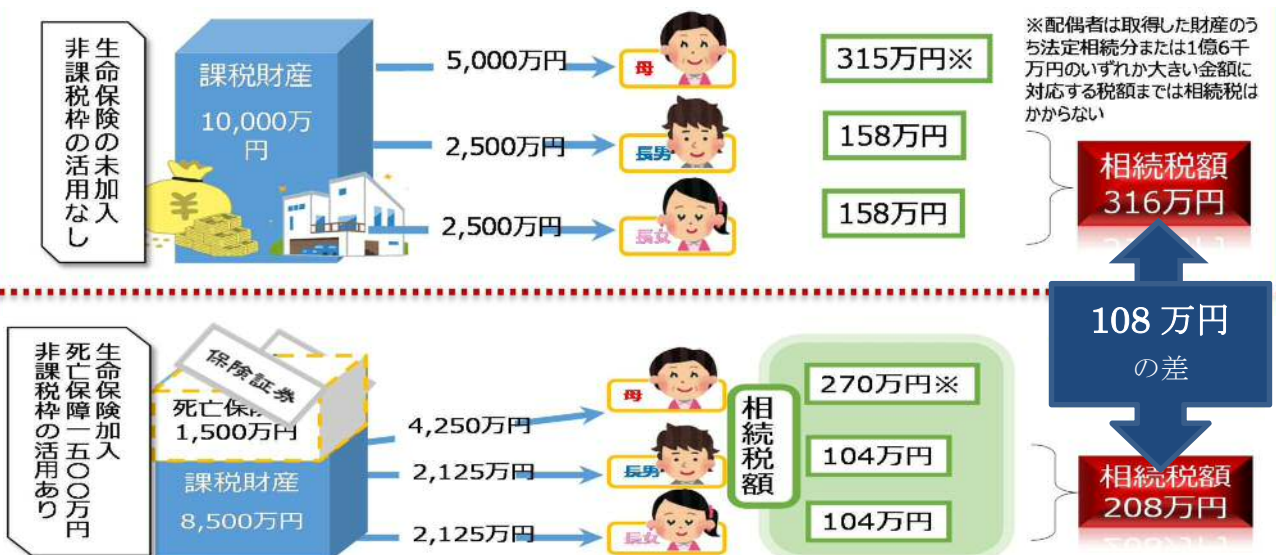 生命保険の未加入
非課税枠の活用なし
課税財産
10,000万
円
5,000万円
母
315万円※
2,500万円
長男
158万円
2,500万円
長女
158万円
※配偶者は取得した財産のう
ち法定相続分または1億6千
万円のいずれか大きい金額に
対応する税額までは相続税は
かからない
相続税額
316万円
108 万円
の差
生命保険加入
死亡保障一五〇〇万円
非課税枠の活用あり
保険証券
死亡保
1,500万円
課税財産
8,500万円
4,250万円
母
2,125万円
長男
2,125万円
長女
相続税額
270万円※
104万円
104万円
相続税額
208万円